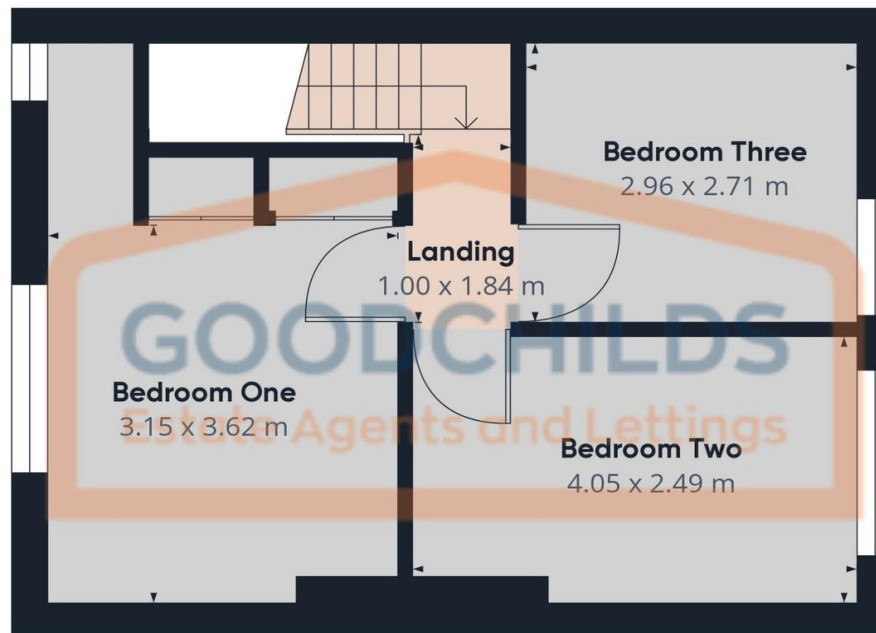 Bedroom Three
2.96 x 2.71 m
Landing
1.00 x 1.84 m
GOODCHILDS
Bedroom One
3.15 x 3.62 m
Estate Agents and Lettings
Bedroom Two
4.05 x 2.49 m